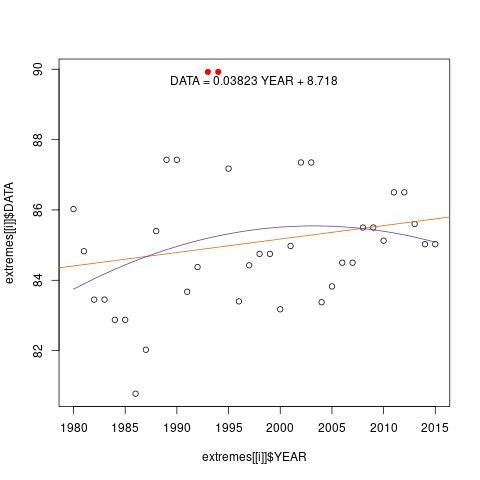 DATA = 0.03823 YEAR + 8.718
extremes[[i]]$DATA
90
88
86
84
82
1980 1985 1990 1995 2000 2005 2010 2015
extremes[[i]]$YEAR